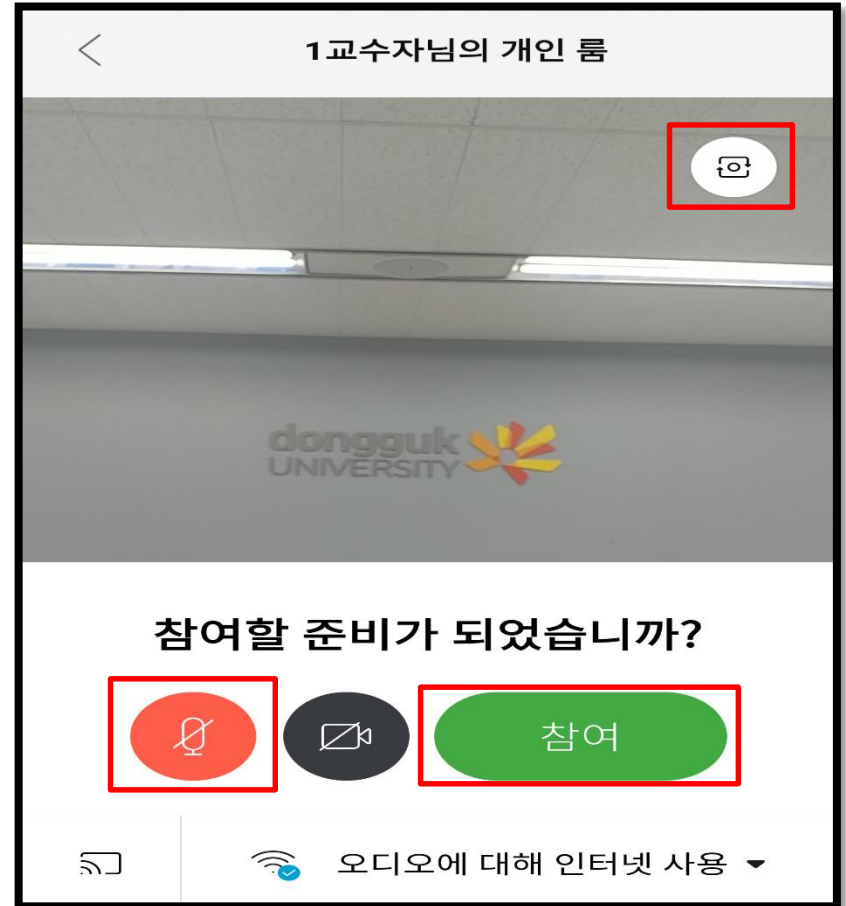 1교수자님의 개인 룸
dongguk
UNIVERSITY
참여할 준비가 되었습니까?
참여
오디오에 대해 인터넷 사용